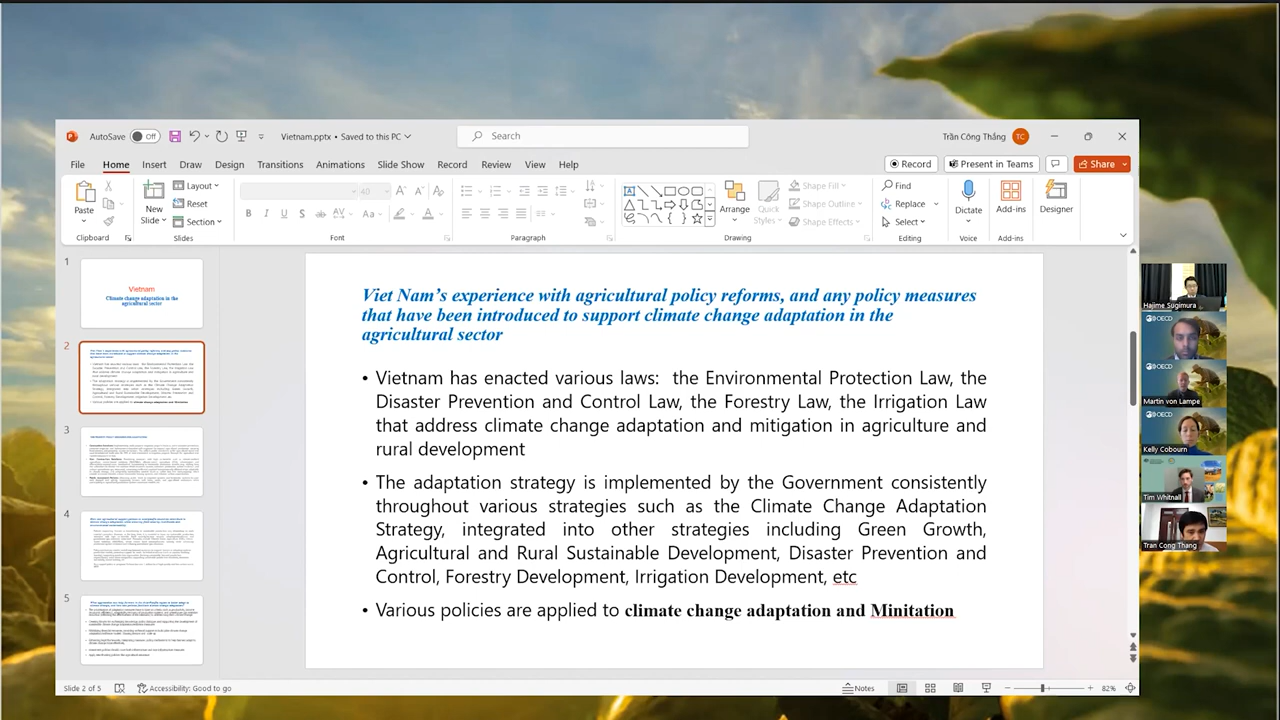 AutoSave Off Vietnam.pptx • Saved to this PC Search Trần Công Thắng TC
File Home Insert Draw Design Transitions Animations Slide Show Record Review View Help Record Present in Teams Share
Paste
Clipboard
New
Slide
Layout
Reset
Section
Slides
40
Font
Paragraph
Arrange
Quick
Styles
Shape Fill
Shape Outline
Shape Effects
Drawing
Find
Replace
Select
Editing
Dictate
Voice
Add-ins
Add-ins
Designer
1
Vietnam
Climate change adaptation in the
agricultural sector
2
3
4
5
Viet Nam's experience with agricultural policy reforms, and any policy measures
that have been introduced to support climate change adaptation in the
agricultural sector
• Vietnam has enacted various laws: the Environmental Protection Law, the
Disaster Prevention and Control Law, the Forestry Law, the Irrigation Law
that address climate change adaptation and mitigation in agriculture and
rural development
• The adaptation strategy is implemented by the Government consistently
throughout various strategies such as the Climate Change Adaptation
Strategy, integrated into other strategies including Green Growth,
Agricultural and Rural Sustainable Development, Disaster Prevention and
Control, Forestry Development, Irrigation Development, etc
• Various policies are applied to climate change adaptation and Minitation
Hajime Sugimura
OECD
OECD
Martin von Lampe
OECD
Kelly Cobourn
Tim Whitnall
Tran Cong Thang
Slide 2 of 5 Accessibility: Good to go Notes 82%